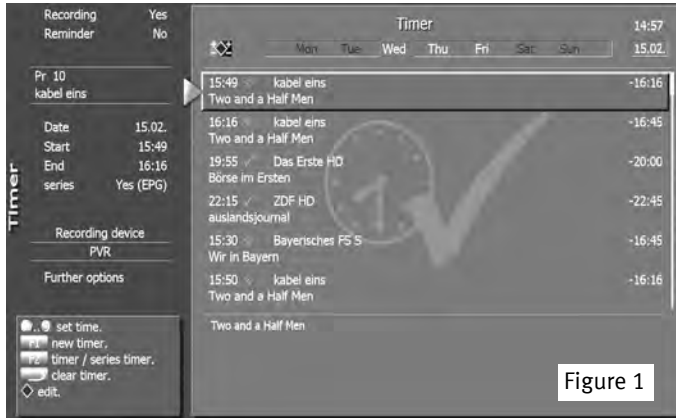 Recording Yes
Reminder No
Pr 10
kabel eins
Date 15.02.
Start 15:49
End 16:16
series Yes (EPG)
Recording device
PVR
Further options
Timer
set time.
F1 new timer.
F2 timer / series timer.
clear timer.
edit.
Timer 14:57
Mon Tue Wed Thu Fri Sat Sun 15.02.
15:49 kabel eins -16:16
Two and a Half Men
16:16 kabel eins -16:45
Two and a Half Men
19:55 Das Erste HD -20:00
Börse im Ersten
22:15 ZDF HD -22:45
auslandsjournal
15:30 Bayerisches FS S -16:45
Wir in Bayern
15:50 kabel eins -16:16
Two and a Half Men
Two and a Half Men
Figure 1